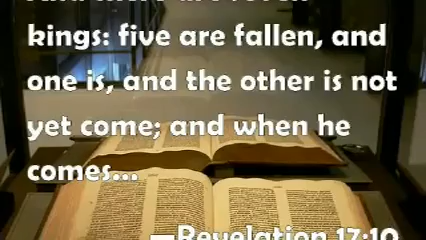 kings: five are fallen, and
one is, and the other is not
yet come; and when he
comes...
—Revelation 17:10